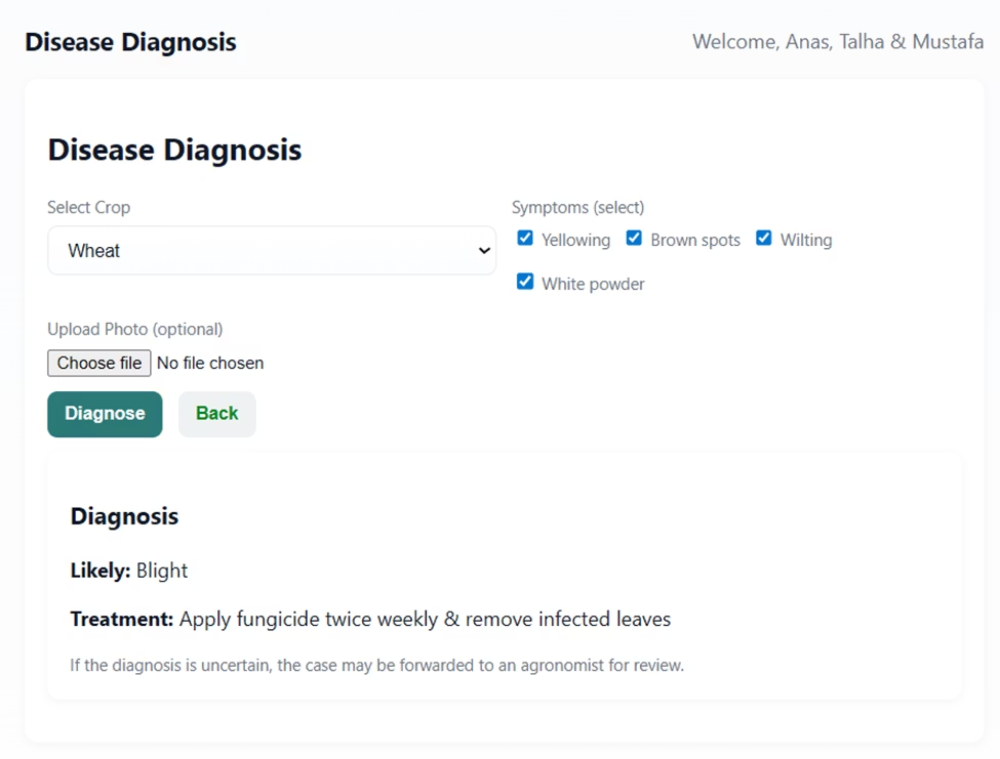 Disease Diagnosis
Welcome, Anas, Talha & Mustafa
Disease Diagnosis
Select Crop
Wheat
Symptoms (select)
Yellowing Brown spots Wilting
White powder
Upload Photo (optional)
Choose file No file chosen
Diagnose Back
Diagnosis
Likely: Blight
Treatment: Apply fungicide twice weekly & remove infected leaves
If the diagnosis is uncertain, the case may be forwarded to an agronomist for review.